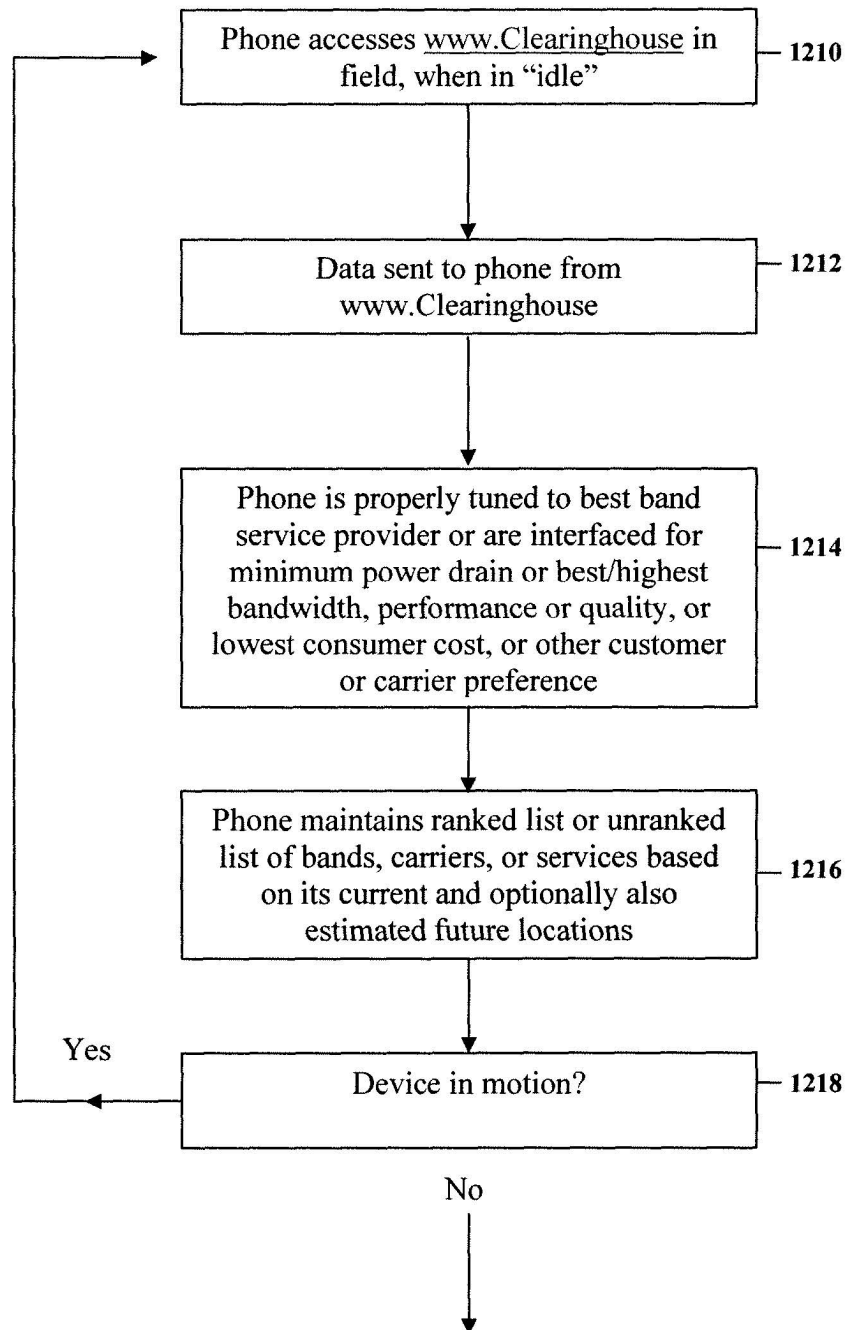 Phone accesses www.Clearinghouse in
field, when in “idle”
1210
Data sent to phone from
www.Clearinghouse
1212
Phone is properly tuned to best band
service provider or are interfaced for
minimum power drain or best/highest
bandwidth, performance or quality, or
lowest consumer cost, or other customer
or carrier preference
1214
Phone maintains ranked list or unranked
list of bands, carriers, or services based
on its current and optionally also
estimated future locations
1216
Yes
Device in motion?
1218
No